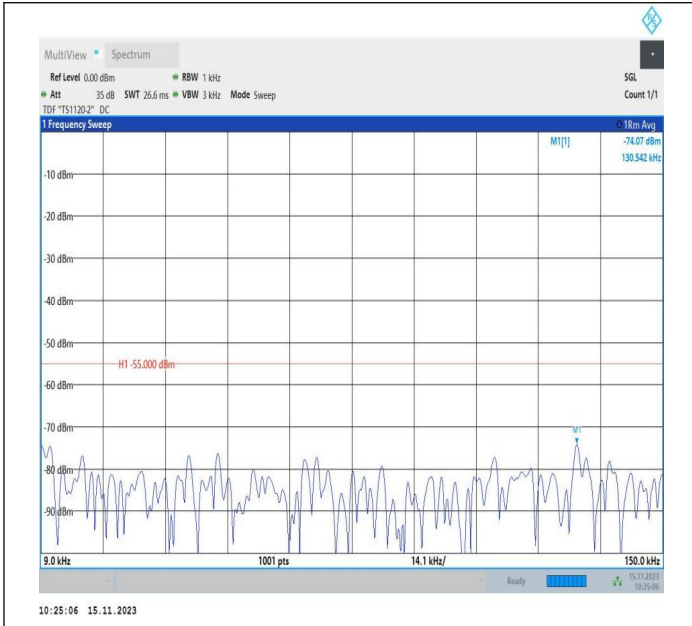 R&S
MultiView Spectrum
Ref Level 0.00 dBm RBW 1 kHz SGL
Att 35 dB SWT 26.6 ms VBW 3 kHz Mode Sweep Count 1/1
TDF "TS1120-2" DC
1 Frequency Sweep 1Rm Avg
M1[1] -74.07 dBm
130.542 kHz
-10 dBm
-20 dBm
-30 dBm
-40 dBm
-50 dBm
H1 -55.000 dBm
-60 dBm
-70 dBm
M1
-80 dBm
-90 dBm
9.0 kHz 1001 pts 14.1 kHz/ 150.0 kHz
Ready 15.11.2023
10:25:06
10:25:06 15.11.2023